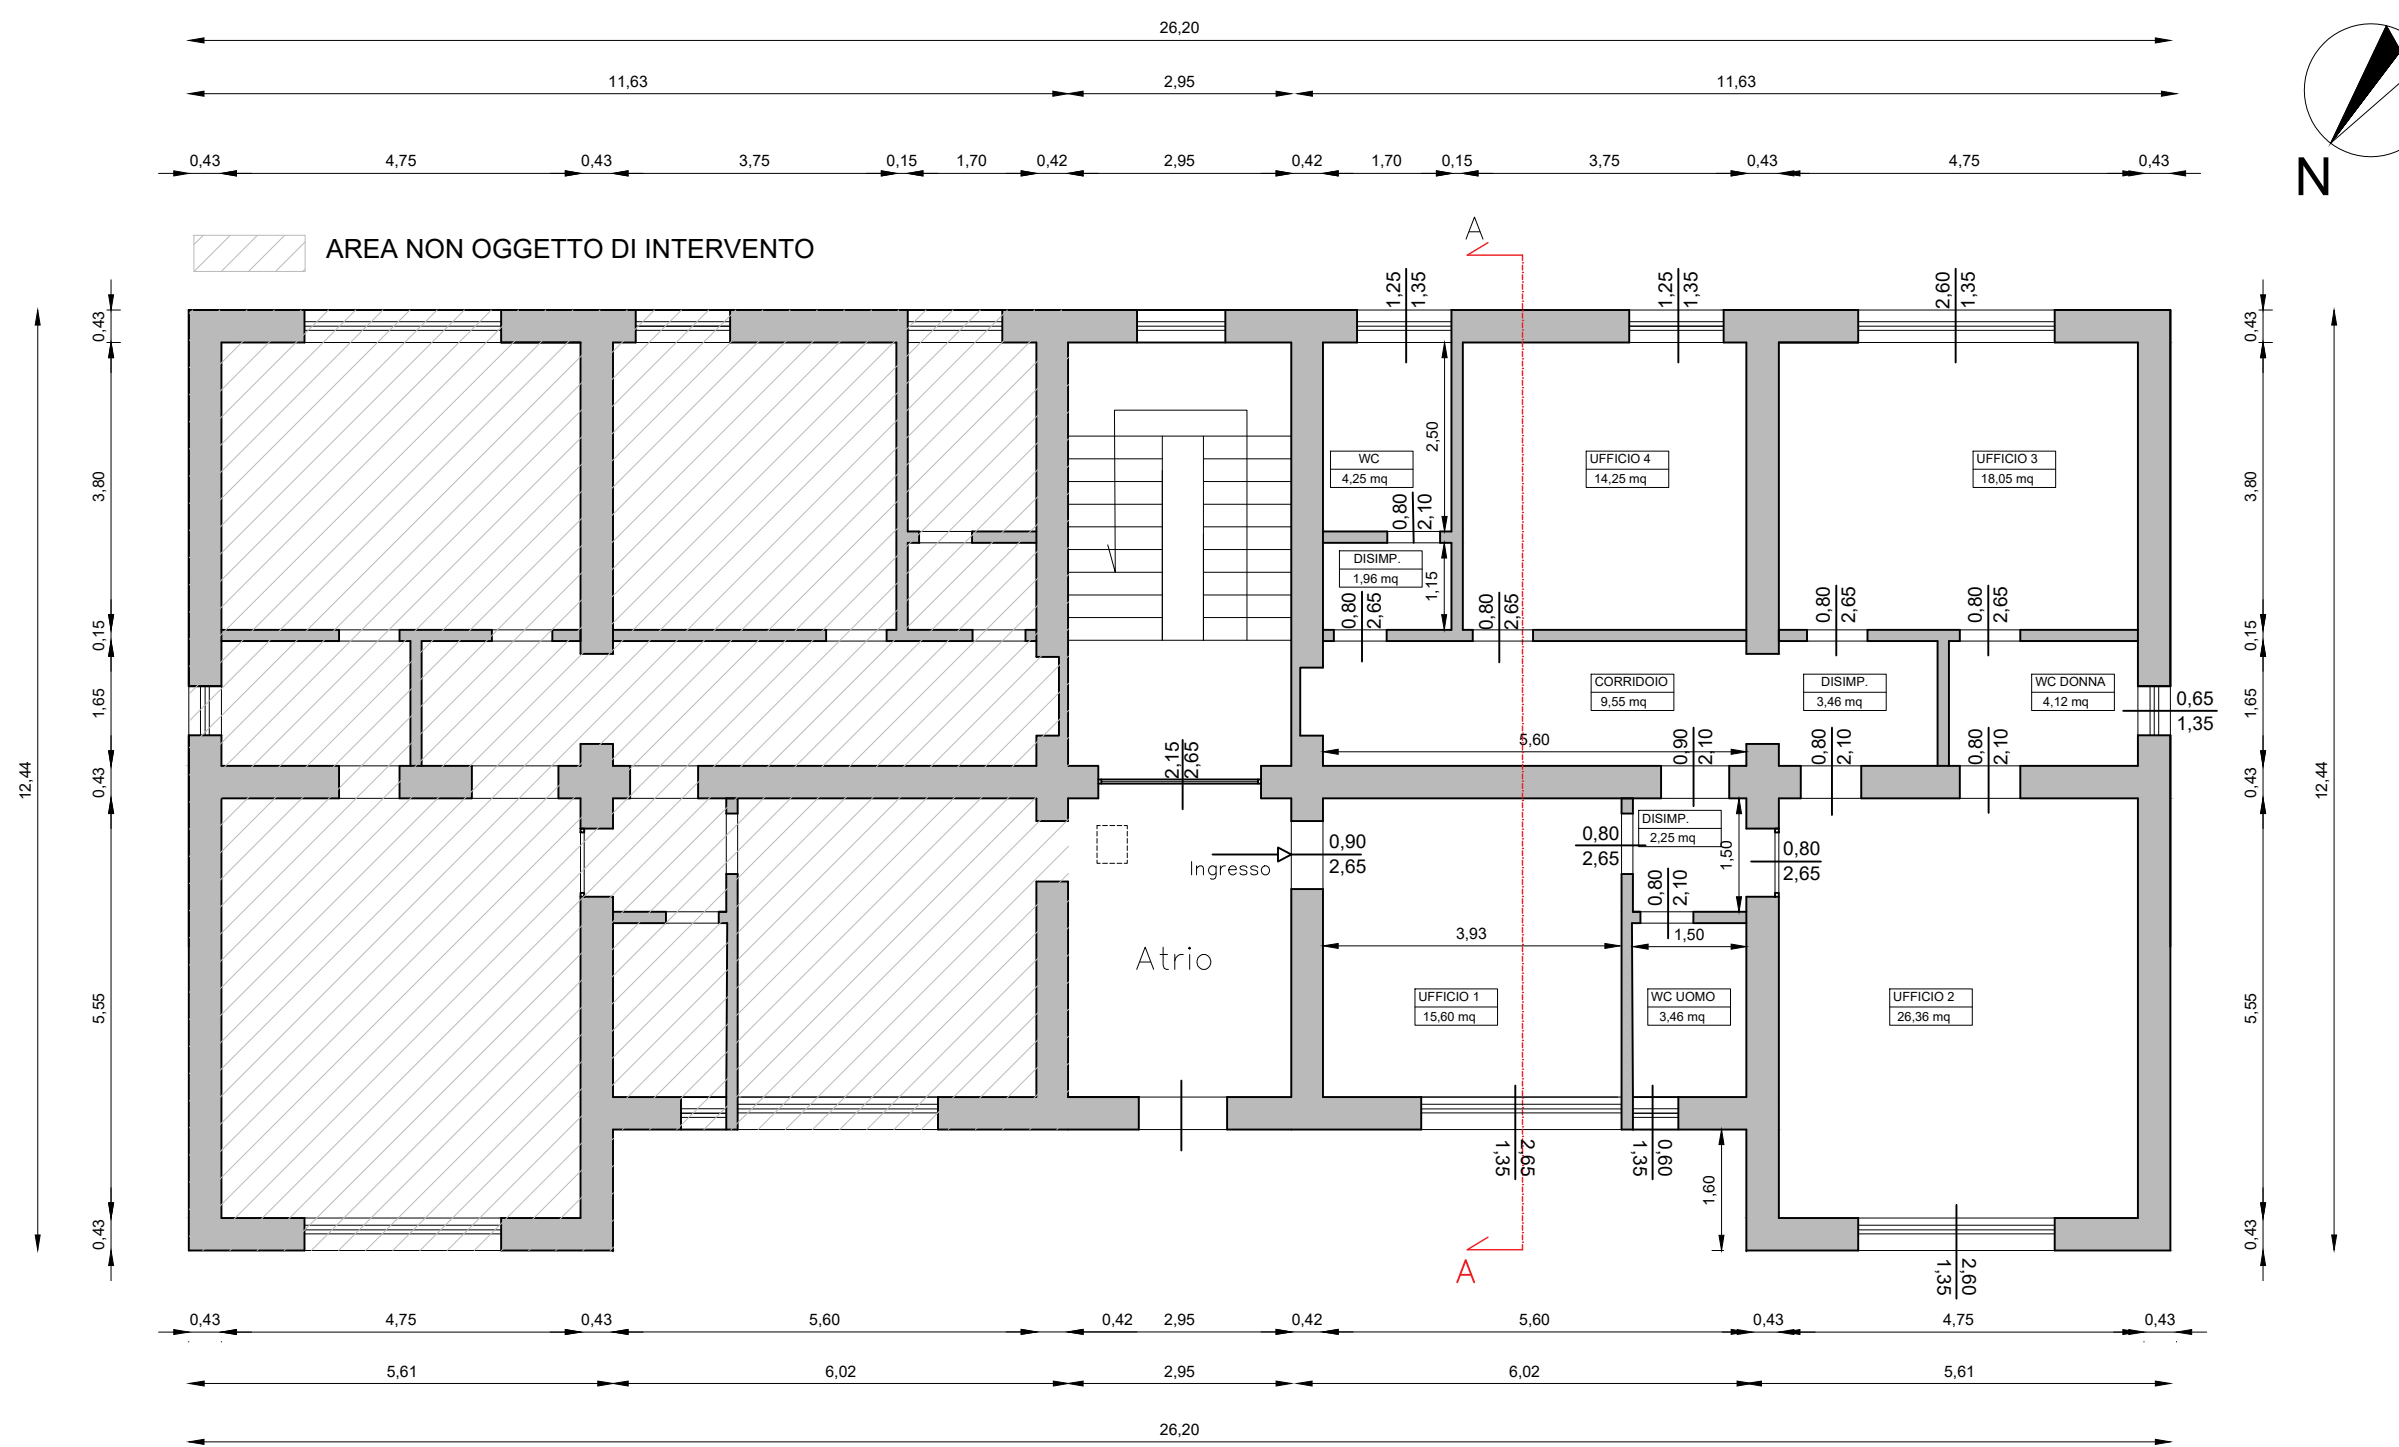 26,20
11,63 2,95 11,63
0,43 4,75 0,43 3,75 0,15 1,70 0,42 2,95 0,42 1,70 0,15 3,75 0,43 4,75 0,43
N
AREA NON OGGETTO DI INTERVENTO
A
1,25
1,35
1,25
1,35
2,60
1,35
0,43
3,80
0,15
1,65
0,43
5,55
0,43
12,44
WC
4,25 mq
2,50
0,80
2,10
DISIMP.
1,96 mq
1,15
0,80
2,65
UFFICIO 4
14,25 mq
0,80
2,65
UFFICIO 3
18,05 mq
0,80
2,65
0,80
2,65
CORRIDOIO
9,55 mq
5,60
0,90
2,10
DISIMP.
3,46 mq
0,80
2,10
WC DONNA
4,12 mq
0,80
2,10
0,65
1,35
2,15
2,65
Ingresso
0,90
2,65
Atrio
0,80
2,65
DISIMP.
2,25 mq
1,50
0,80
2,10
0,80
2,65
3,93
1,50
UFFICIO 1
15,60 mq
WC UOMO
3,46 mq
UFFICIO 2
26,36 mq
2,65
1,35
0,60
1,35
1,60
2,60
1,35
A
0,43
3,80
0,15
1,65
0,43
5,55
0,43
12,44
0,43 4,75 0,43 5,60 0,42 2,95 0,42 5,60 0,43 4,75 0,43
5,61 6,02 2,95 6,02 5,61
26,20